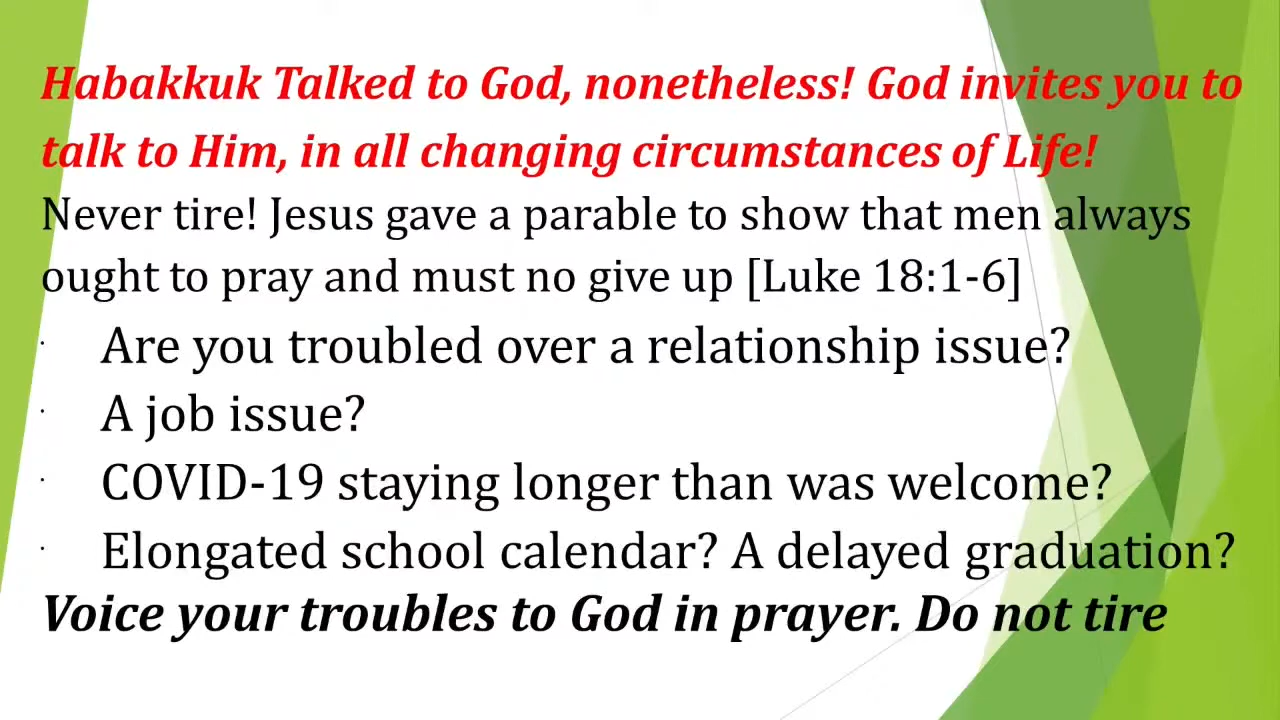 Habakkuk Talked to God, nonetheless! God invites you to
talk to Him, in all changing circumstances of Life!
Never tire! Jesus gave a parable to show that men always
ought to pray and must no give up [Luke 18:1-6]
· Are you troubled over a relationship issue?
· A job issue?
· COVID-19 staying longer than was welcome?
· Elongated school calendar? A delayed graduation?
Voice your troubles to God in prayer. Do not tire